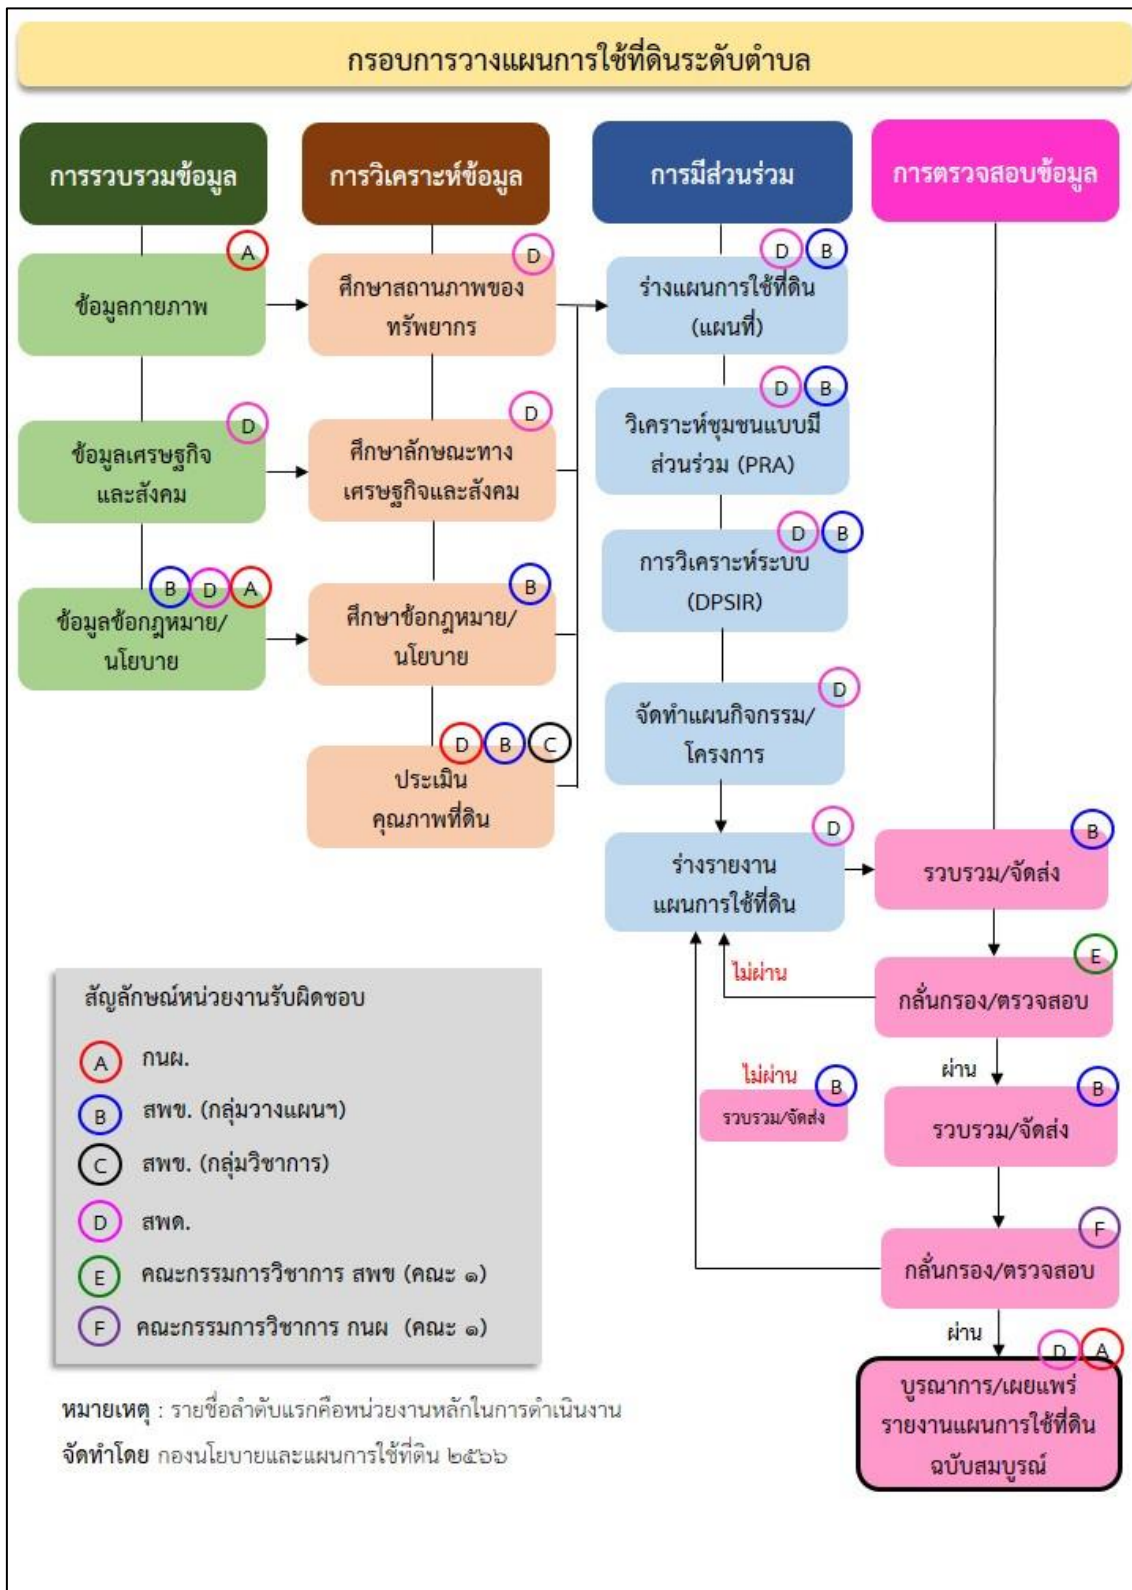 กรอบการวางแผนการใช้ที่ดินระดับตำบล
การรวบรวมข้อมูล
A
ข้อมูลกายภาพ
D
ข้อมูลเศรษฐกิจ
และสังคม
B D A
ข้อมูลข้อกฎหมาย/
นโยบาย
การวิเคราะห์ข้อมูล
D
ศึกษาสถานภาพของ
ทรัพยากร
D
ศึกษาลักษณะทาง
เศรษฐกิจและสังคม
B
ศึกษาข้อกฎหมาย/
นโยบาย
D B C
ประเมิน
คุณภาพที่ดิน
การมีส่วนร่วม
D B
ร่างแผนการใช้ที่ดิน
(แผนที่)
D B
วิเคราะห์ชุมชนแบบมี
ส่วนร่วม (PRA)
D B
การวิเคราะห์ระบบ
(DPSIR)
D
จัดทำแผนกิจกรรม/
โครงการ
D
ร่างรายงาน
แผนการใช้ที่ดิน
การตรวจสอบข้อมูล
B
รวบรวม/จัดส่ง
E
กลั่นกรอง/ตรวจสอบ
ไม่ผ่าน
ผ่าน
B
รวบรวม/จัดส่ง
ไม่ผ่าน
B
รวบรวม/จัดส่ง
F
กลั่นกรอง/ตรวจสอบ
ผ่าน
D A
บูรณาการ/เผยแพร่
รายงานแผนการใช้ที่ดิน
ฉบับสมบูรณ์
สัญลักษณ์หน่วยงานรับผิดชอบ
A กนผ.
B สพข. (กลุ่มวางแผนฯ)
C สพข. (กลุ่มวิชาการ)
D สพด.
E คณะกรรมการวิชาการ สพข (คณะ ๑)
F คณะกรรมการวิชาการ กนผ (คณะ ๑)
หมายเหตุ : รายชื่อลำดับแรกคือหน่วยงานหลักในการดำเนินงาน
จัดทำโดย กองนโยบายและแผนการใช้ที่ดิน ๒๕๖๖